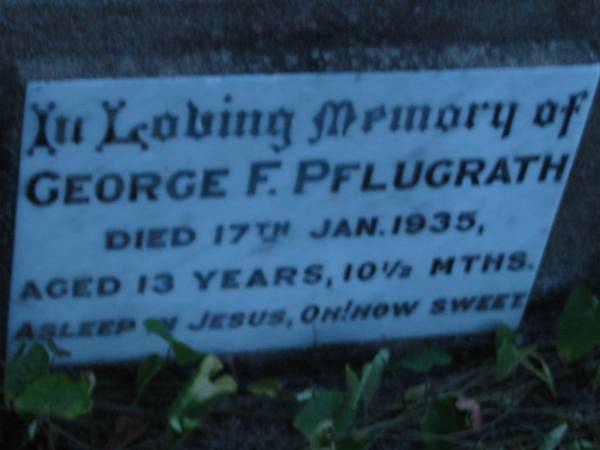 In Loving Memory of
GEORGE F. PFLUGRATH
DIED 17TH JAN. 1935,
AGED 13 YEARS, 10½ MTHS.
ASLEEP IN JESUS, OH! HOW SWEET